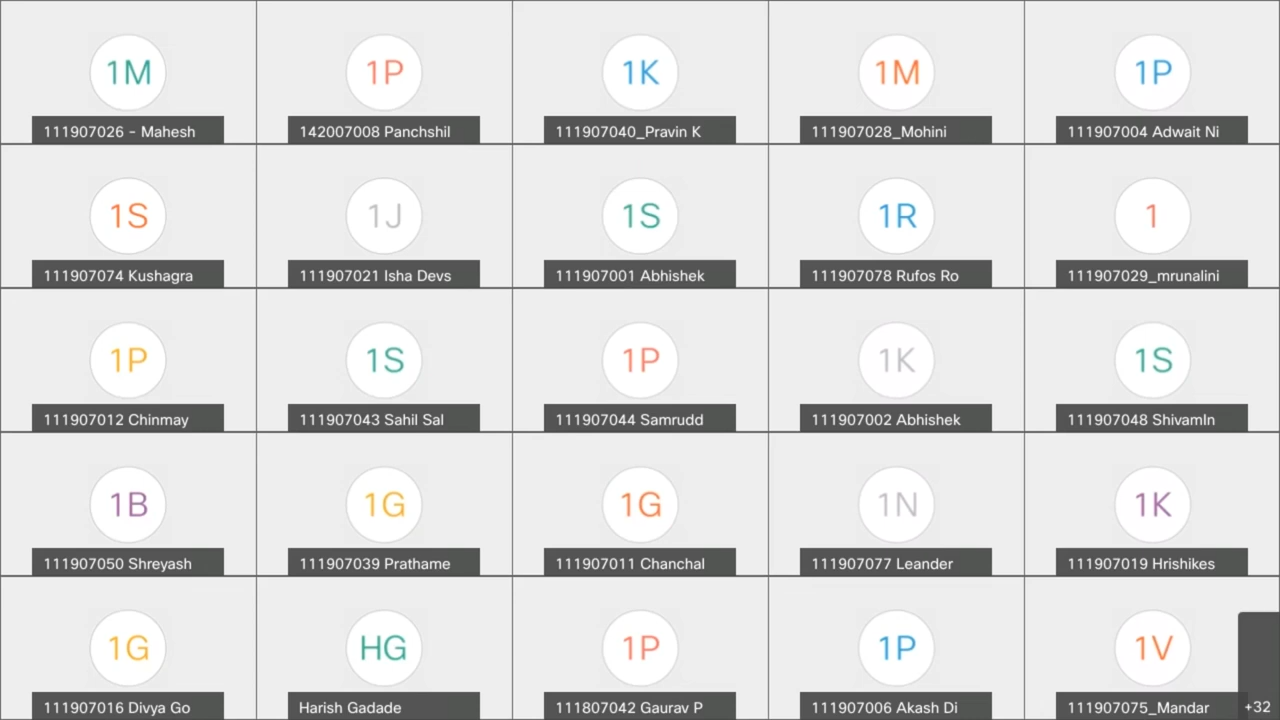 1M 1P 1K 1M 1P
111907026 - Mahesh 142007008 Panchshil 111907040_Pravin K 111907028_Mohini 111907004 Adwait Ni
1S 1J 1S 1R 1
111907074 Kushagra 111907021 Isha Devs 111907001 Abhishek 111907078 Rufos Ro 111907029_mrunalini
1P 1S 1P 1K 1S
111907012 Chinmay 111907043 Sahil Sal 111907044 Samrudd 111907002 Abhishek 111907048 ShivamIn
1B 1G 1G 1N 1K
111907050 Shreyash 111907039 Prathame 111907011 Chanchal 111907077 Leander 111907019 Hrishikes
1G HG 1P 1P 1V
111907016 Divya Go Harish Gadade 111807042 Gaurav P 111907006 Akash Di 111907075_Mandar +32